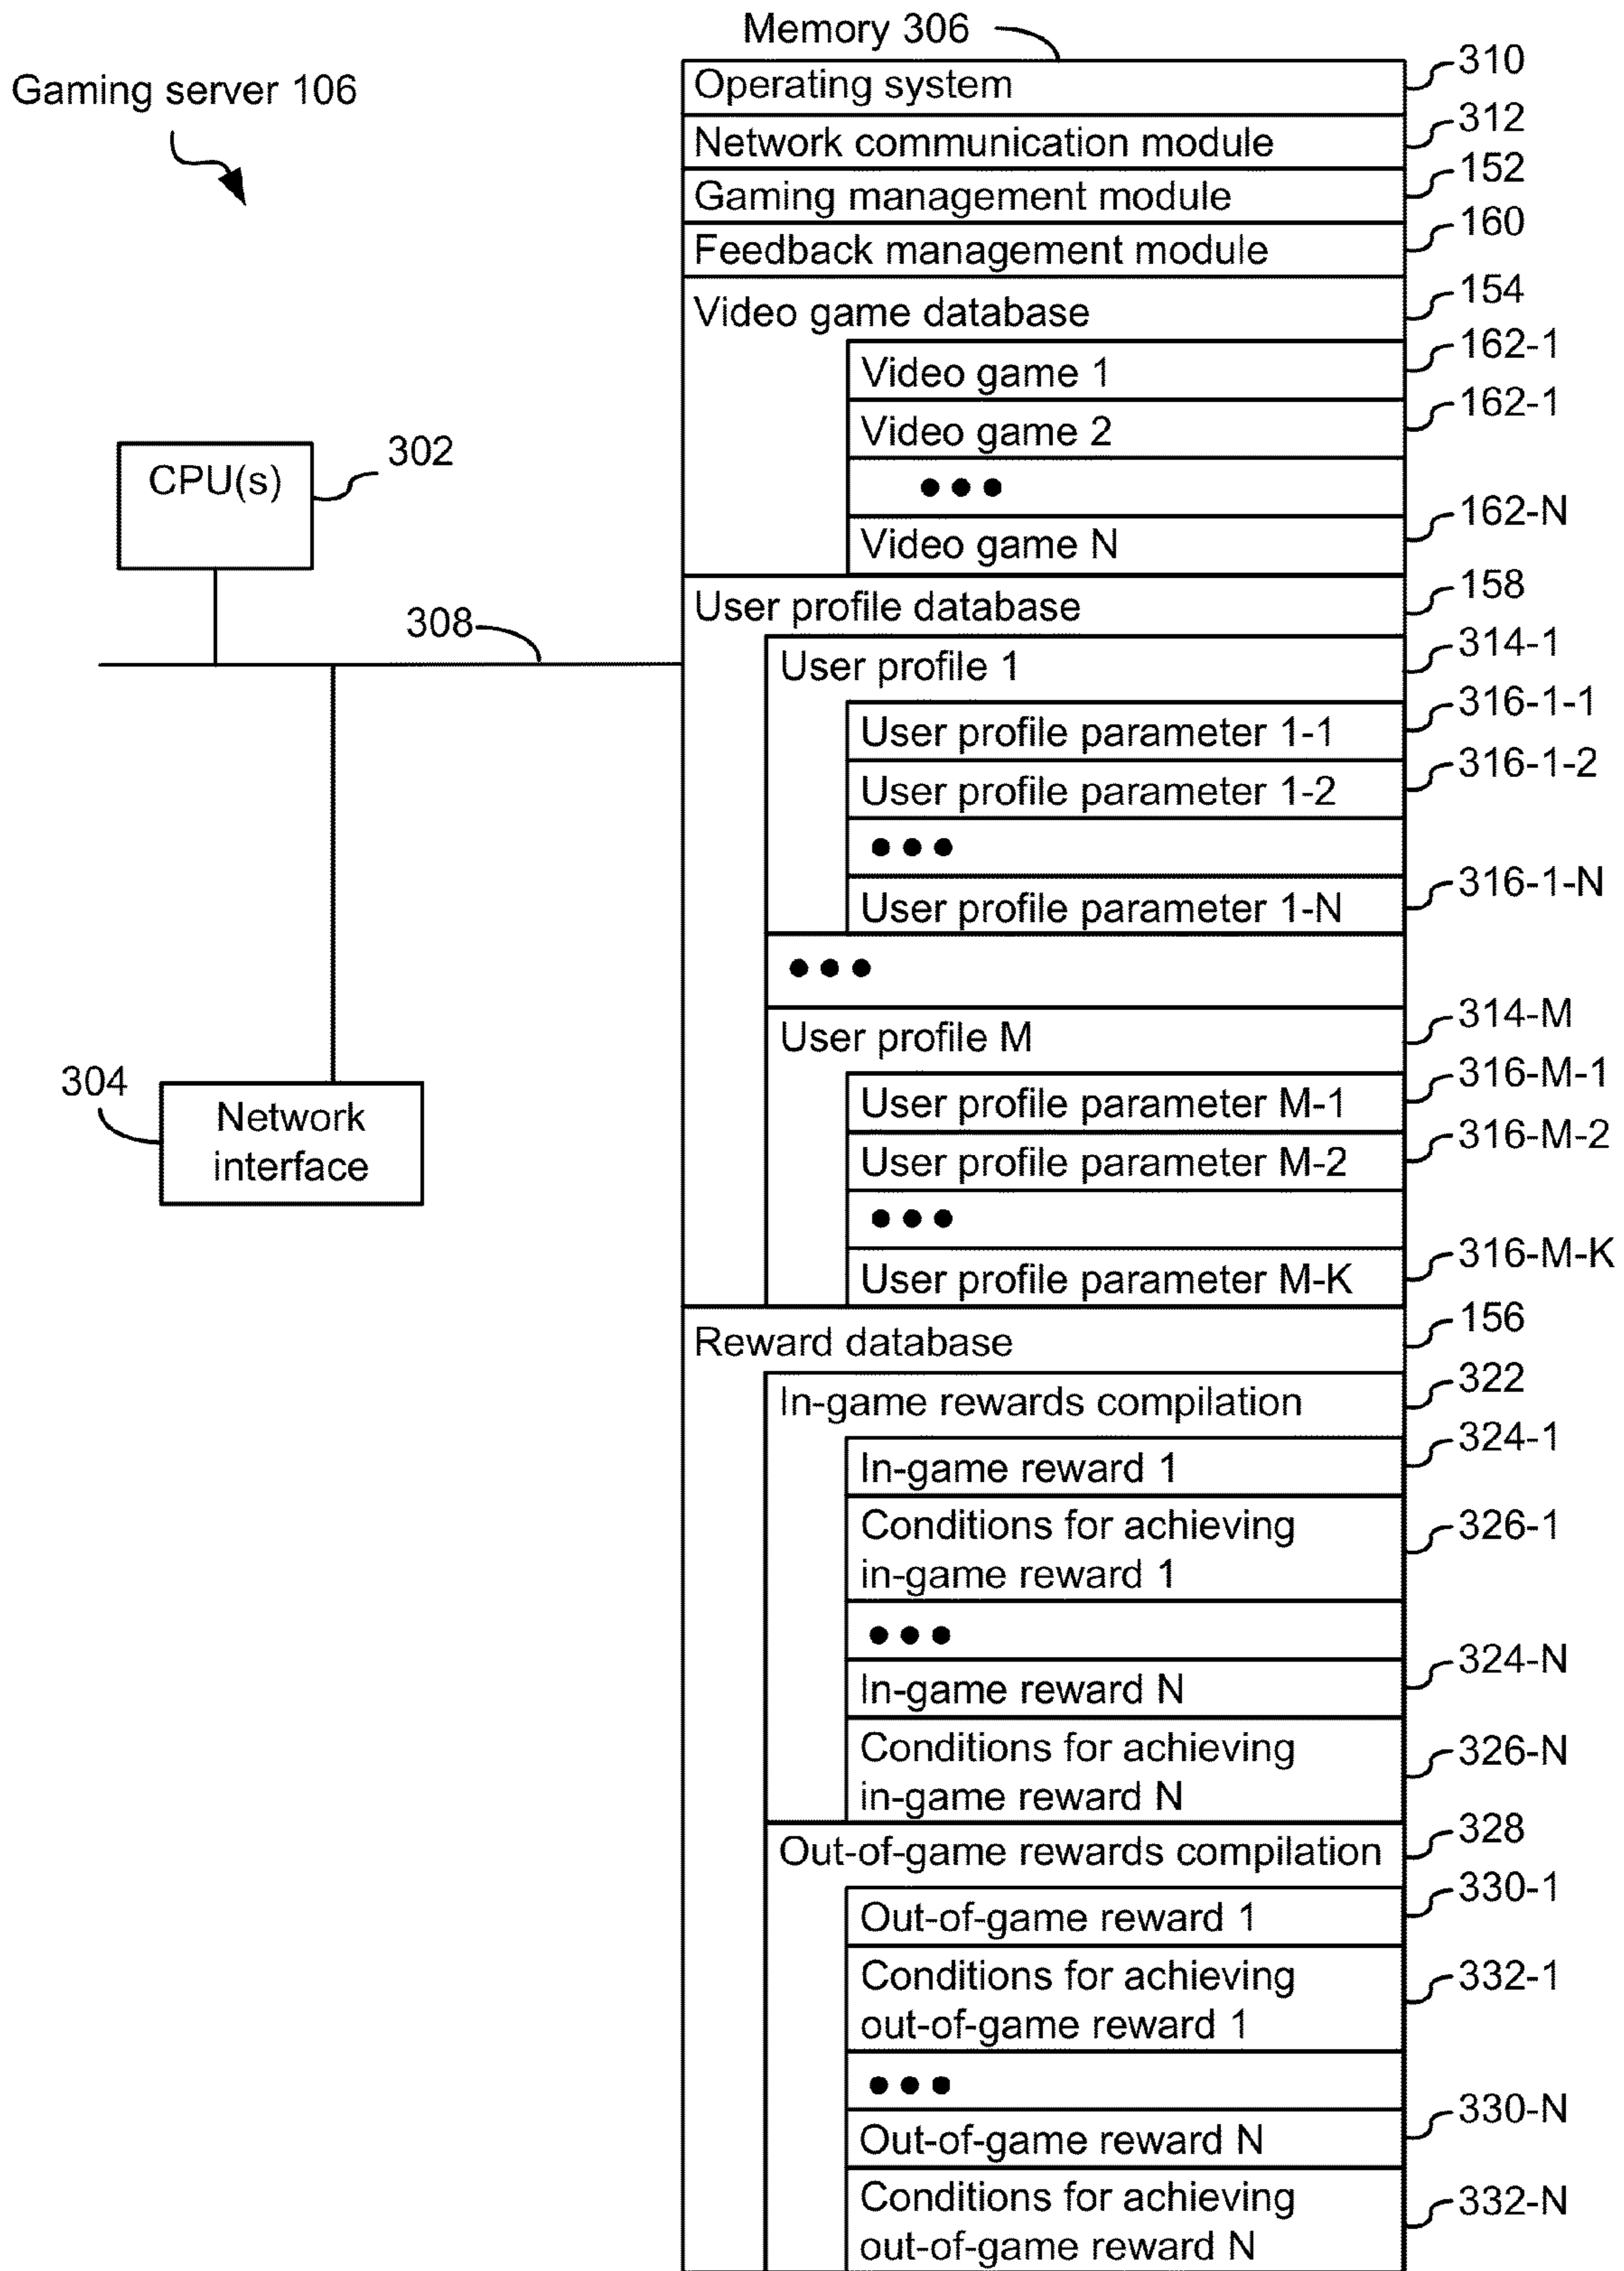 Memory 306
Gaming server 106
Operating system
310
Network communication module
312
Gaming management module
152
Feedback management module
160
Video game database
154
Video game 1
162-1
Video game 2
162-1
•••
Video game N
162-N
CPU(s)
302
308
User profile database
158
User profile 1
314-1
User profile parameter 1-1
316-1-1
User profile parameter 1-2
316-1-2
•••
User profile parameter 1-N
316-1-N
•••
User profile M
314-M
304
Network
interface
User profile parameter M-1
316-M-1
User profile parameter M-2
316-M-2
•••
User profile parameter M-K
316-M-K
Reward database
156
In-game rewards compilation
322
In-game reward 1
324-1
Conditions for achieving
in-game reward 1
326-1
•••
In-game reward N
324-N
Conditions for achieving
in-game reward N
326-N
Out-of-game rewards compilation
328
Out-of-game reward 1
330-1
Conditions for achieving
out-of-game reward 1
332-1
•••
Out-of-game reward N
330-N
Conditions for achieving
out-of-game reward N
332-N